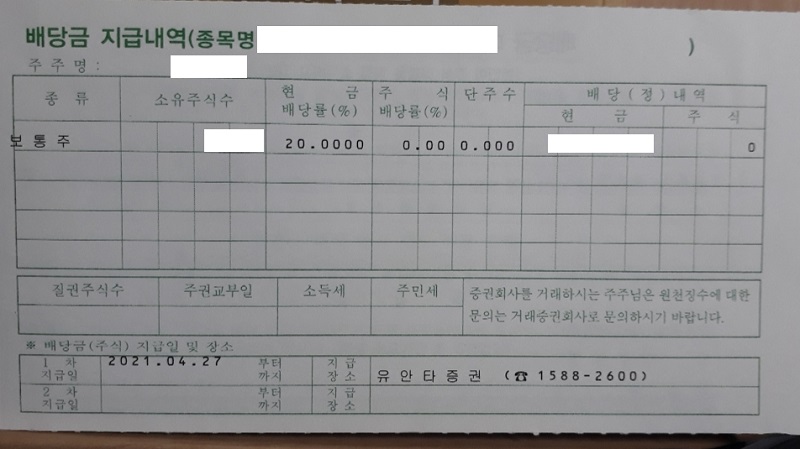 배당금 지급내역(종목명 )
주주명 :
종 류 소유주식수 현 금 배당률(%) 주 식 배당률(%) 단주수 배 당 ( 정 ) 내 역
현 금 주 식
보통주 20.0000 0.00 0.000 0
질권주식수 주권교부일 소득세 주민세 증권회사를 거래하시는 주주님은 원천징수에 대한
문의는 거래증권회사로 문의하시기 바랍니다.
※ 배당금(주식) 지급일 및 장소
1 차 2021.04.27 부터 지 급
지급일 까지 장 소 유안타증권 (☎ 1588-2600)
2 차 부터 지 급
지급일 까지 장 소